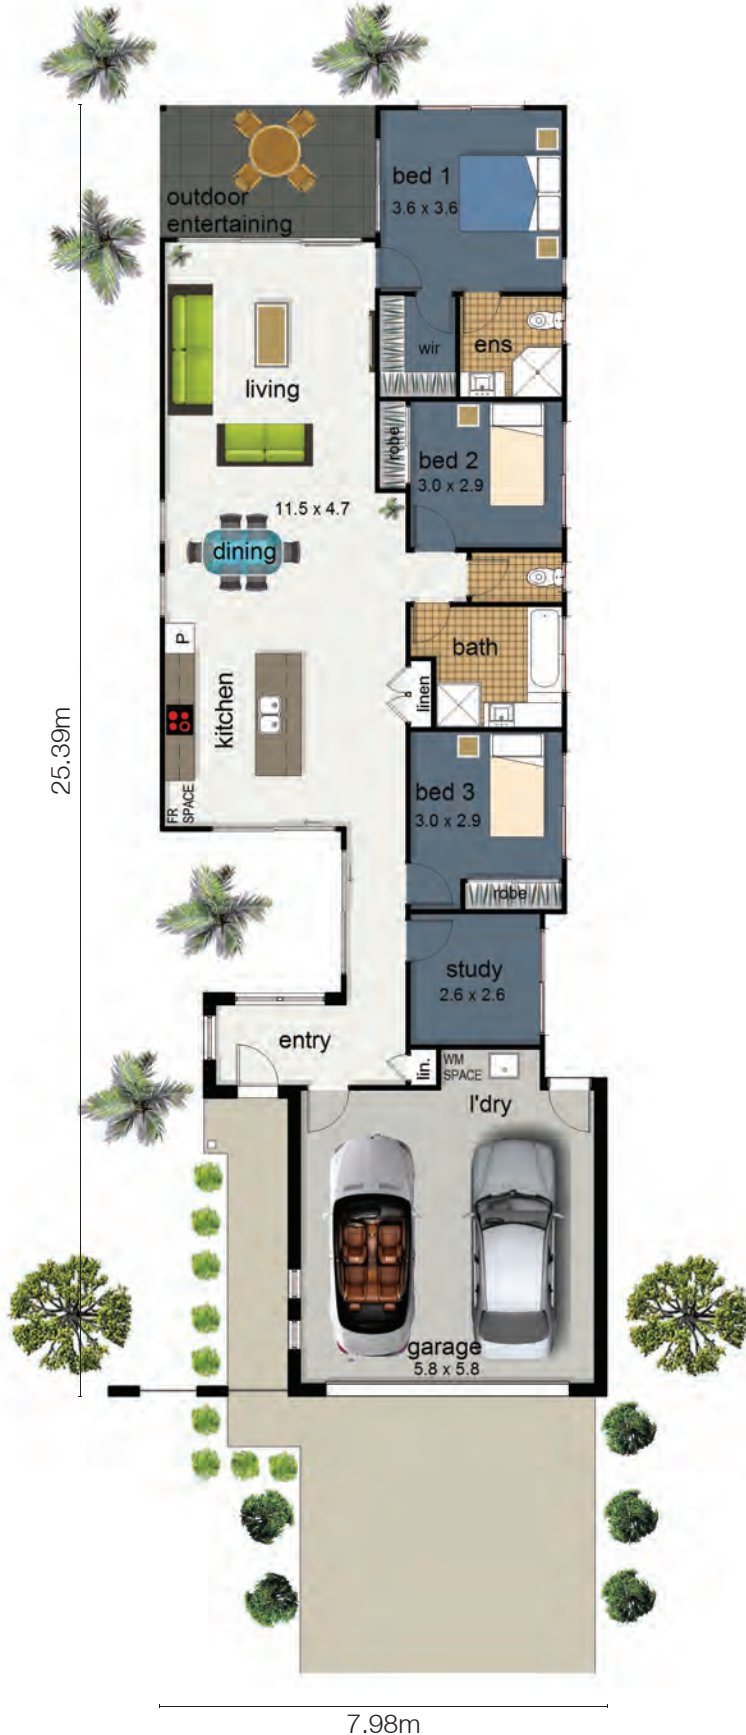 outdoor
entertaining
bed 1
3.6 x 3.6
wir
ens
living
robe
bed 2
3.0 x 2.9
11.5 x 4.7
dining
P
bath
kitchen
linen
25.39m
FR
SPACE
bed 3
3.0 x 2.9
robe
study
2.6 x 2.6
entry
lin.
WM
SPACE
l'dry
garage
5.8 x 5.8
7.98m